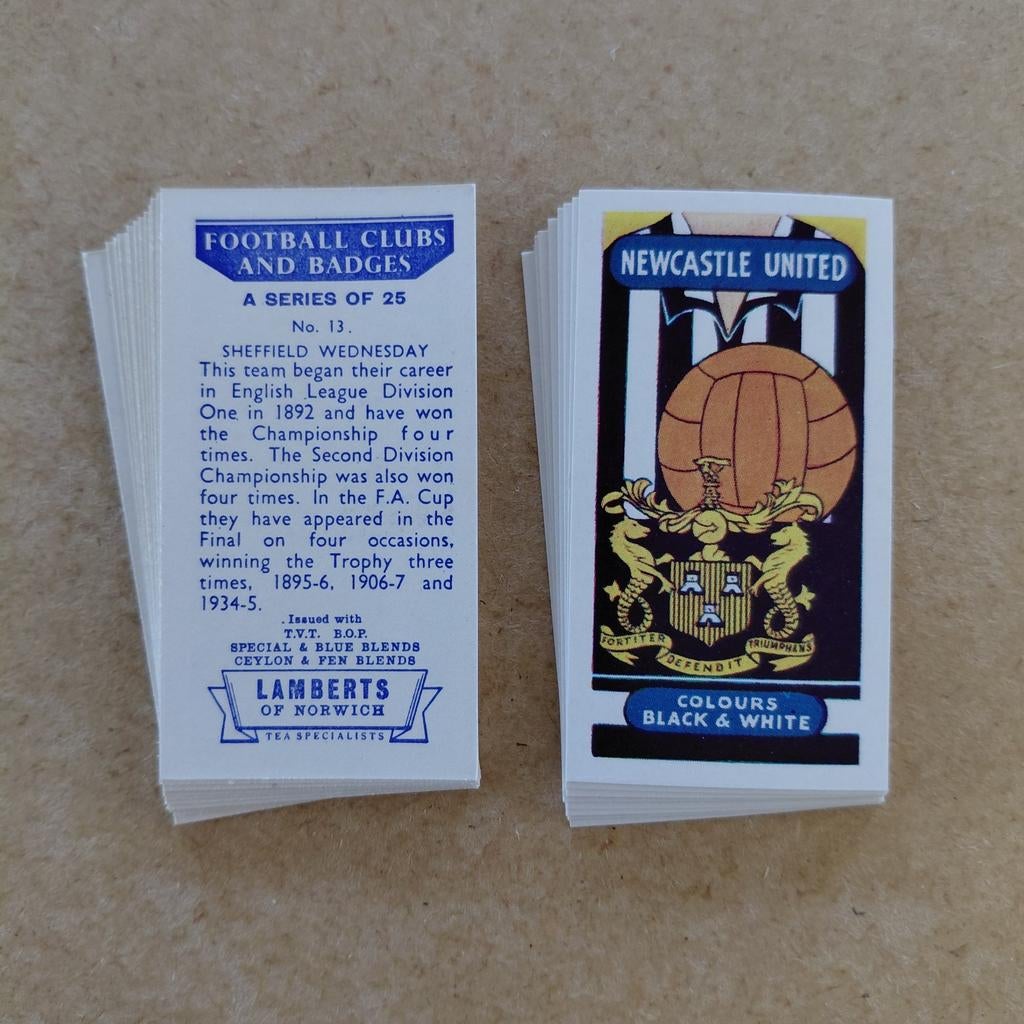 FOOTBALL CLUBS
AND BADGES
A SERIES OF 25
No. 13.
SHEFFIELD WEDNESDAY
This team began their career
in English League Division
One in 1892 and have won
the Championship four
times. The Second Division
Championship was also won
four times. In the F.A. Cup
they have appeared in the
Final on four occasions,
winning the Trophy three
times, 1895-6, 1906-7 and
1934-5.
Issued with
T.V.T. B.O.P.
SPECIAL & BLUE BLENDS
CEYLON & FEN BLENDS
LAMBERTS
OF NORWICH
TEA SPECIALISTS
NEWCASTLE UNITED
FORTITER
DEFENDIT
TRIUMPHANS
COLOURS
BLACK & WHITE